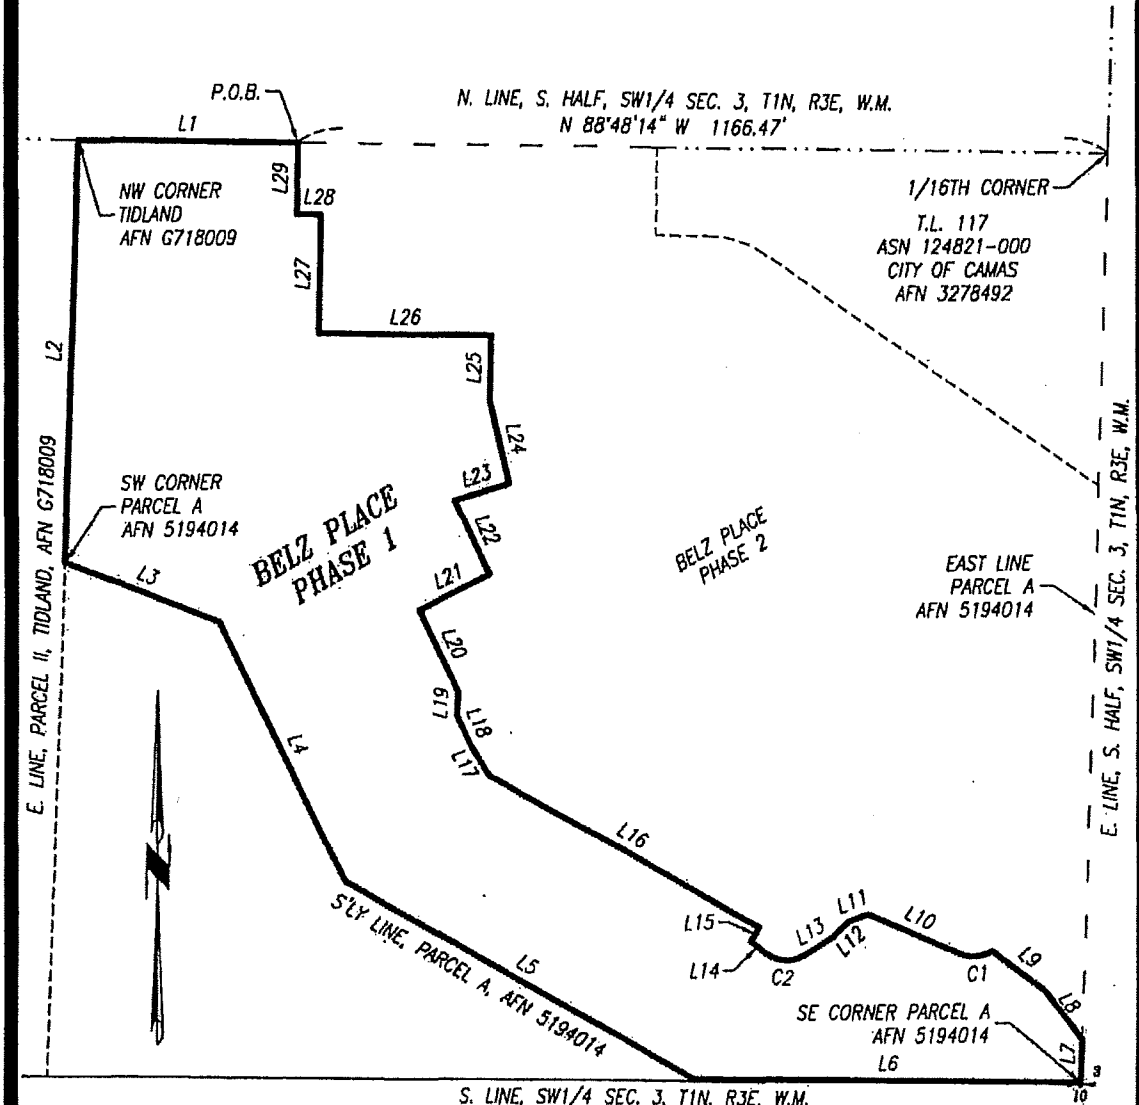 P.O.B.
N. LINE, S. HALF, SW1/4 SEC. 3, T1N, R3E, W.M.
N 88°48'14" W 1166.47'
L1
L29
L28
NW CORNER
TIDLAND
AFN G718009
1/16TH CORNER
T.L. 117
ASN 124821-000
CITY OF CAMAS
AFN 3278492
L27
L26
L2
L25
L24
L23
SW CORNER
PARCEL A
AFN 5194014
BELZ PLACE
PHASE 1
L22
BELZ PLACE
PHASE 2
L3
L21
EAST LINE
PARCEL A
AFN 5194014
E. LINE, PARCEL II, TIDLAND, AFN G718009
E. LINE, S. HALF, SW1/4 SEC. 3, T1N, R3E, W.M.
L20
L19
L18
L17
L4
L16
L15
L14
C2
L13
L11
L12
L10
C1
L9
L8
S'LY LINE, PARCEL A, AFN 5194014
L5
SE CORNER PARCEL A
AFN 5194014
L7
L6
3
10
S. LINE, SW1/4 SEC. 3, T1N, R3E, W.M.